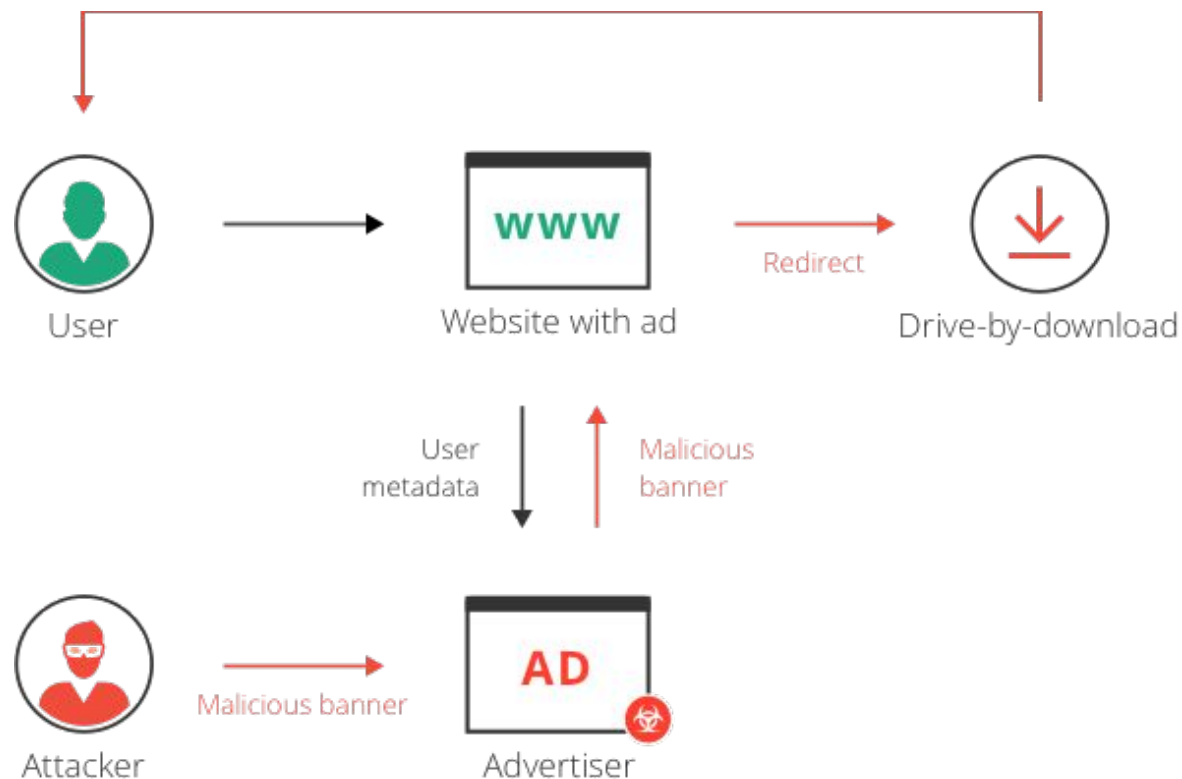 www
Redirect
User
Website with ad
Drive-by-download
User
metadata
Malicious
banner
AD
Malicious banner
Attacker
Advertiser